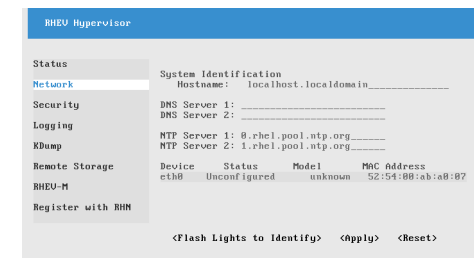 RHEV Hypervisor
Status
Network
Security
Logging
KDump
Remote Storage
RHEV-M
Register with RHN
System Identification
Hostname: localhost.localdomain______________
DNS Server 1: _________________________
DNS Server 2: _________________________
NTP Server 1: 0.rhel.pool.ntp.org______
NTP Server 2: 1.rhel.pool.ntp.org______
Device Status Model MAC Address
eth0 Unconfigured unknown 52:54:00:ab:a0:07
<Flash Lights to Identify> <Apply> <Reset>